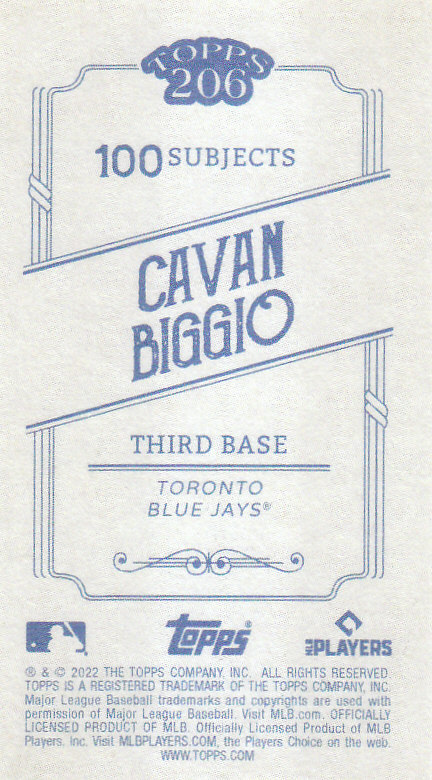 TOPPS
206
100 SUBJECTS
CAVAN
BIGGIO
THIRD BASE
TORONTO
BLUE JAYS®
topps®
MLB PLAYERS
® & © 2022 THE TOPPS COMPANY, INC. ALL RIGHTS RESERVED.
TOPPS IS A REGISTERED TRADEMARK OF THE TOPPS COMPANY, INC.
Major League Baseball trademarks and copyrights are used with
permission of Major League Baseball. Visit MLB.com. OFFICIALLY
LICENSED PRODUCT OF MLB. Officially Licensed Product of MLB
Players, Inc. Visit MLBPLAYERS.COM, the Players Choice on the web.
WWW.TOPPS.COM